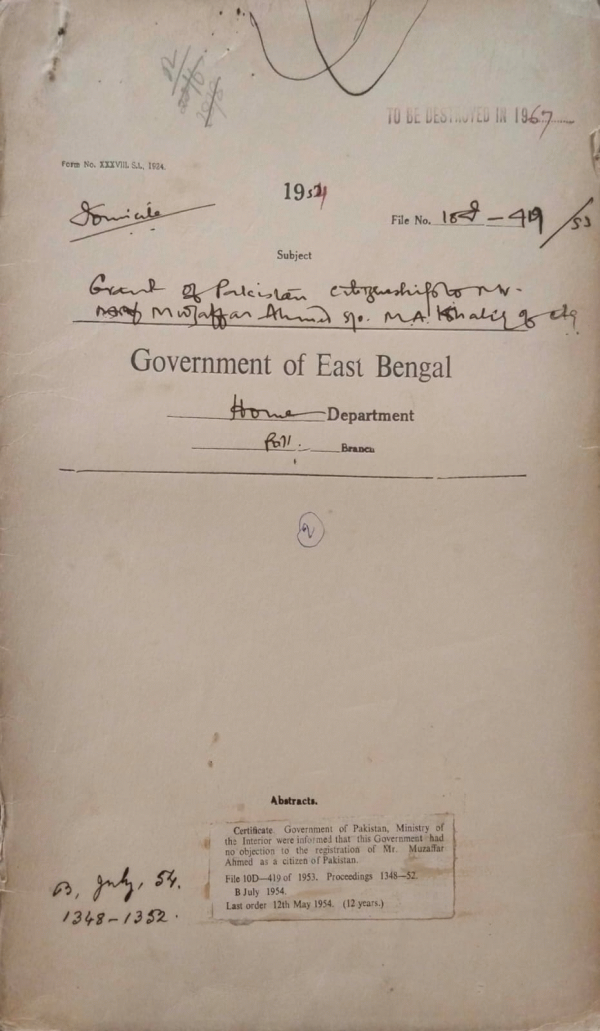 TO BE DESTROYED IN 1967
Form No. XXXVIII. S.L, 1924.
1954
Domicile
File No. 10D-419/53
Subject
Grant of Pakistan citizenship to Mr.
Muzaffar Ahmed s/o. M.A. Khaliq of
Government of East Bengal
Home Department
Poll. Branch
Abstracts.
Certificate. Government of Pakistan, Ministry of
the Interior were informed that this Government had
no objection to the registration of Mr. Muzaffar
Ahmed as a citizen of Pakistan.
File 10D—419 of 1953. Proceedings 1348—52.
B July 1954.
Last order 12th May 1954. (12 years.)
B, July, 54.
1348-1352.